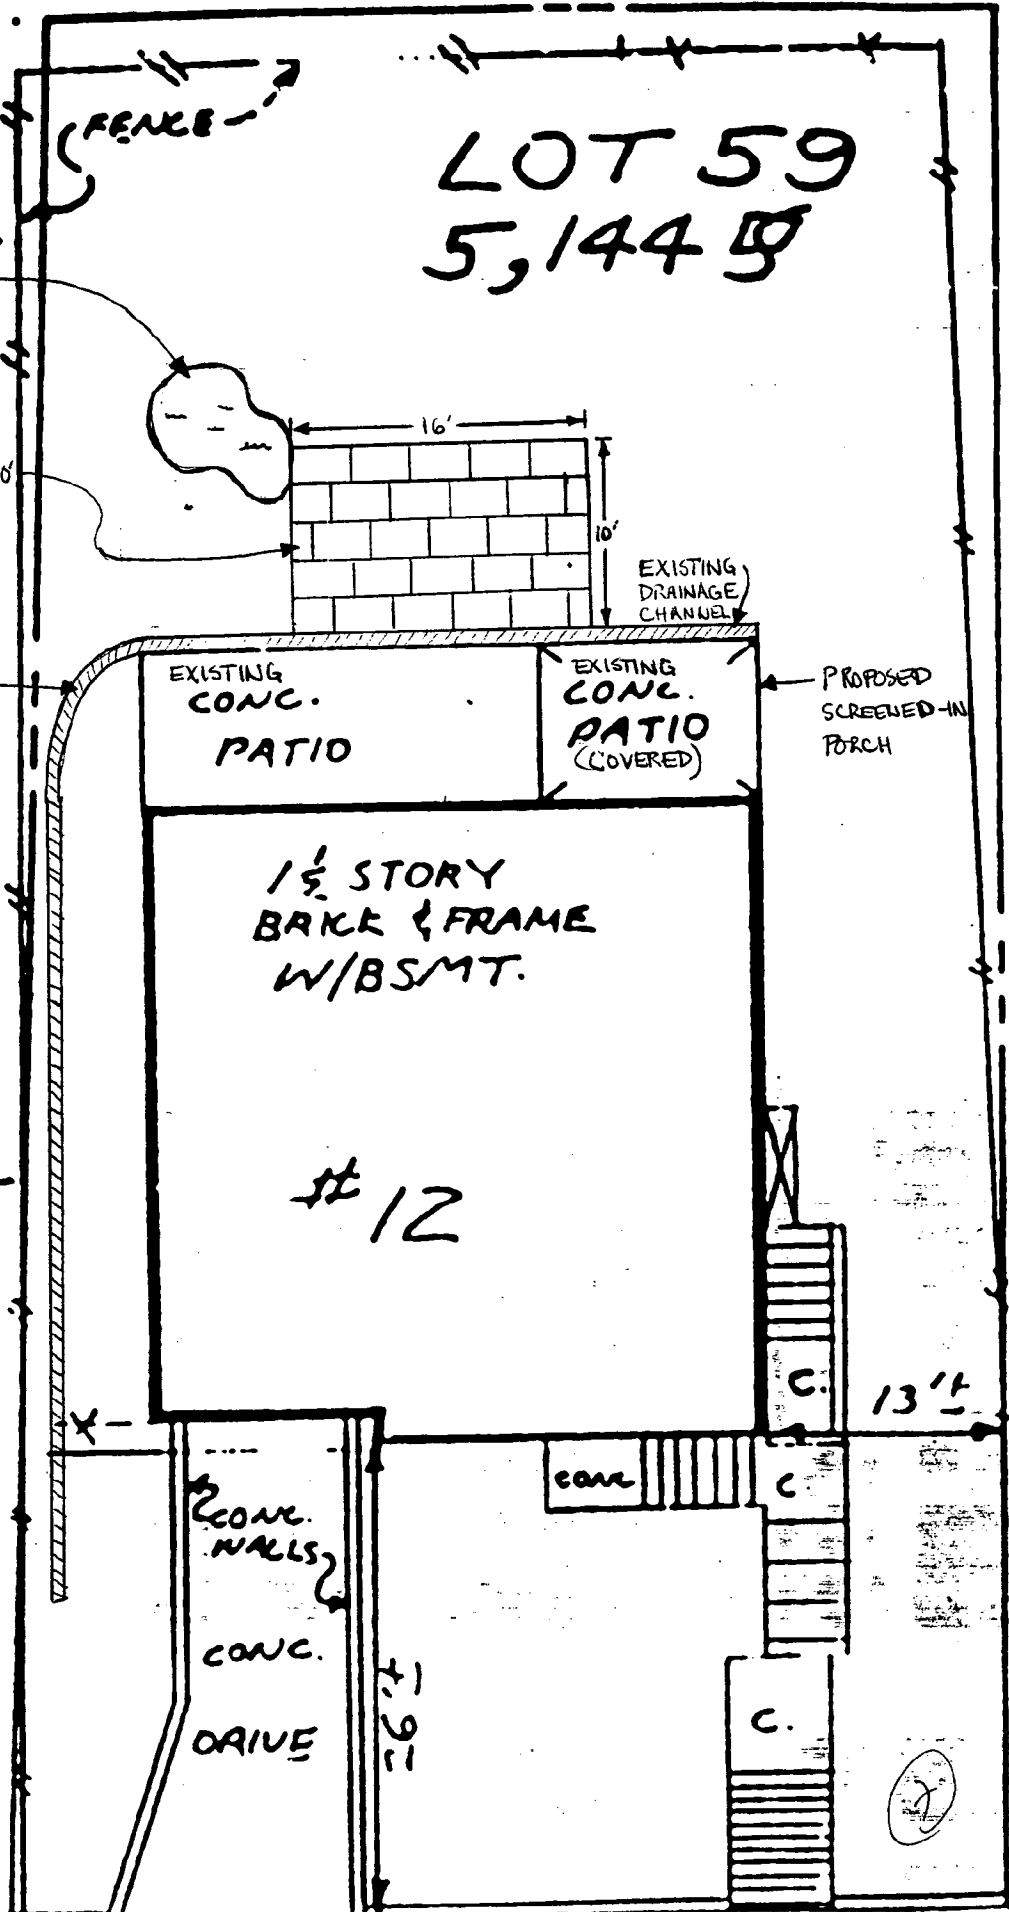 FENCE
LOT 59
5,144
16'
10'
EXISTING
DRAINAGE
CHANNEL
EXISTING
CONC.
PATIO
EXISTING
CONC.
PATIO
(COVERED)
PROPOSED
SCREENED-IN
PORCH
STORY
BRICK & FRAME
W/BSMT.
#12
C.
13'±
CONC
C
CONC.
WALLS
CONC.
DRIVE
C.
2